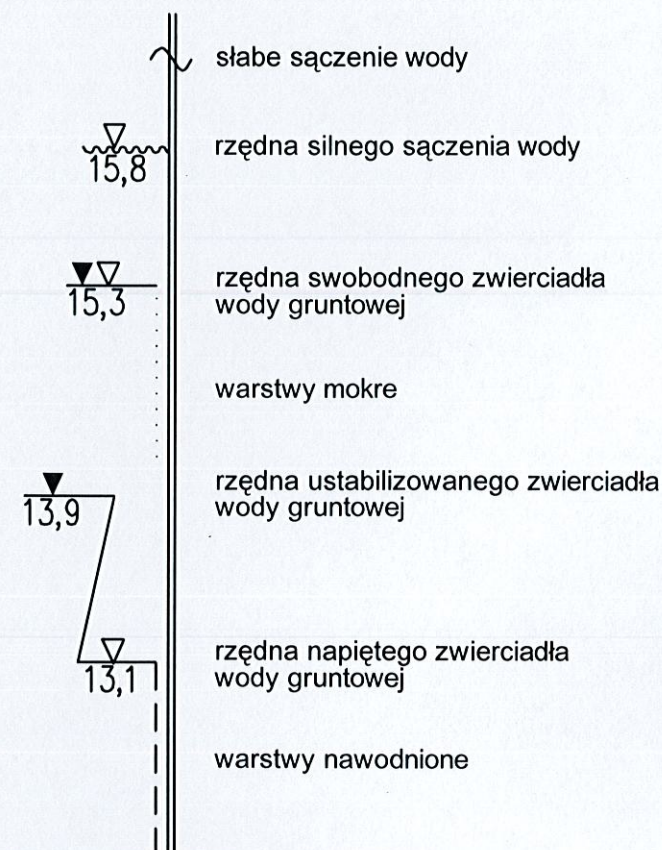 słabe sączenie wody
rzędna silnego sączenia wody
15,8
rzędna swobodnego zwierciadła
15,3
wody gruntowej
warstwy mokre
rzędna ustabilizowanego zwierciadła
13,9
wody gruntowej
rzędna napiętego zwierciadła
13,1
wody gruntowej
warstwy nawodnione